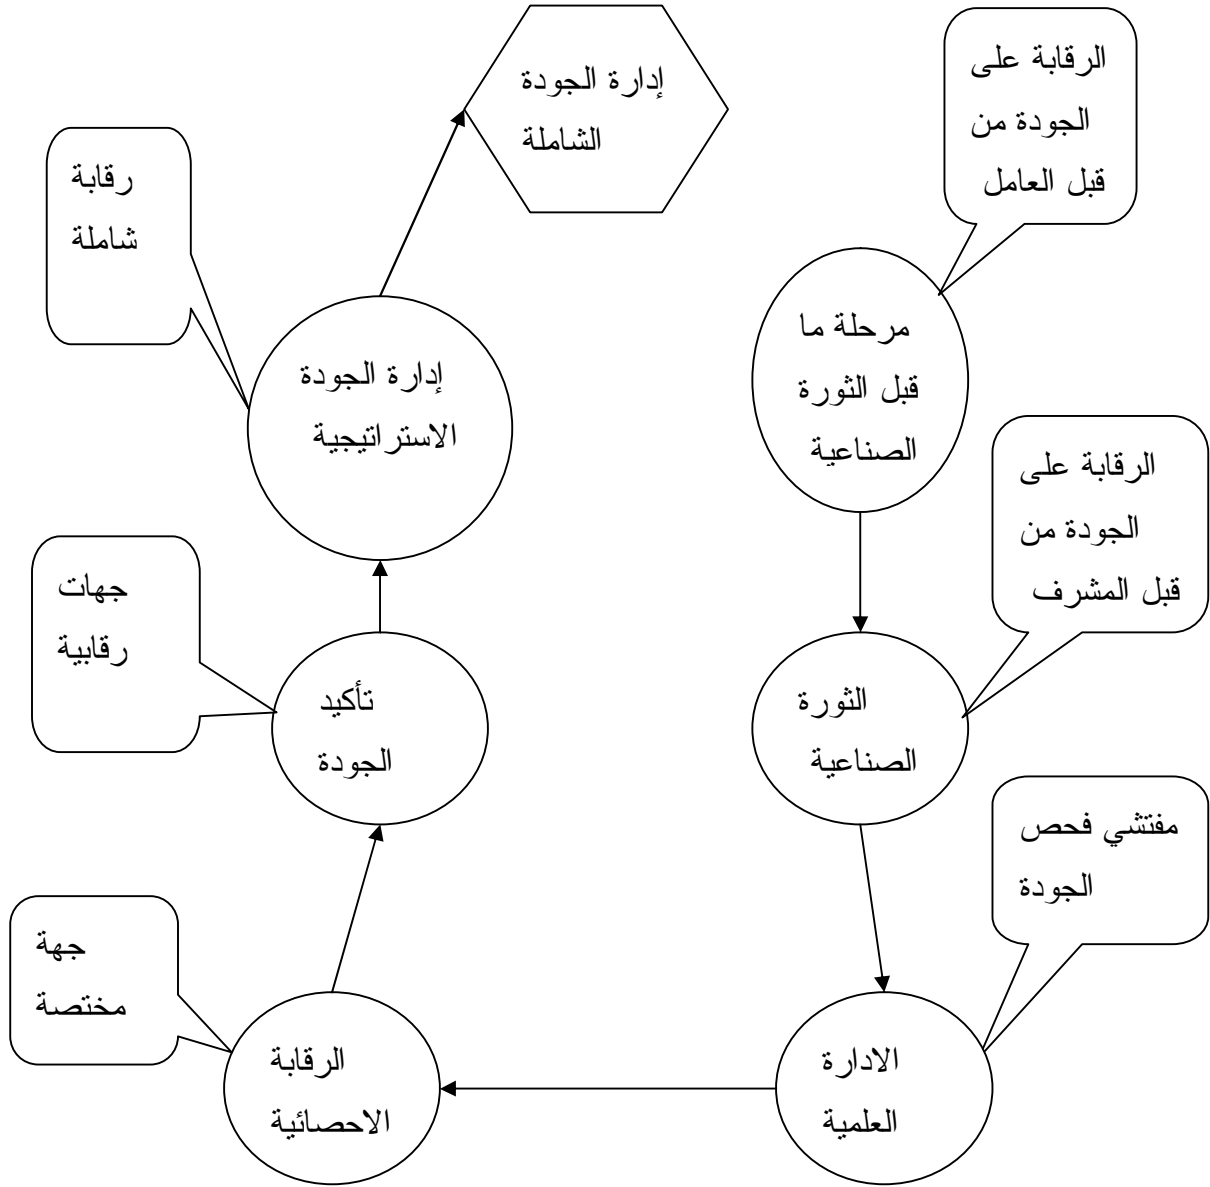 الرقابة على
الجودة من
قبل العامل
مرحلة ما
قبل الثورة
الصناعية
الرقابة على
الجودة من
قبل المشرف
الثورة
الصناعية
مفتشي فحص
الجودة
الادارة
العلمية
جهة
مختصة
الرقابة
الاحصائية
جهات
رقابية
تأكيد
الجودة
رقابة
شاملة
إدارة الجودة
الاستراتيجية
إدارة الجودة
الشاملة